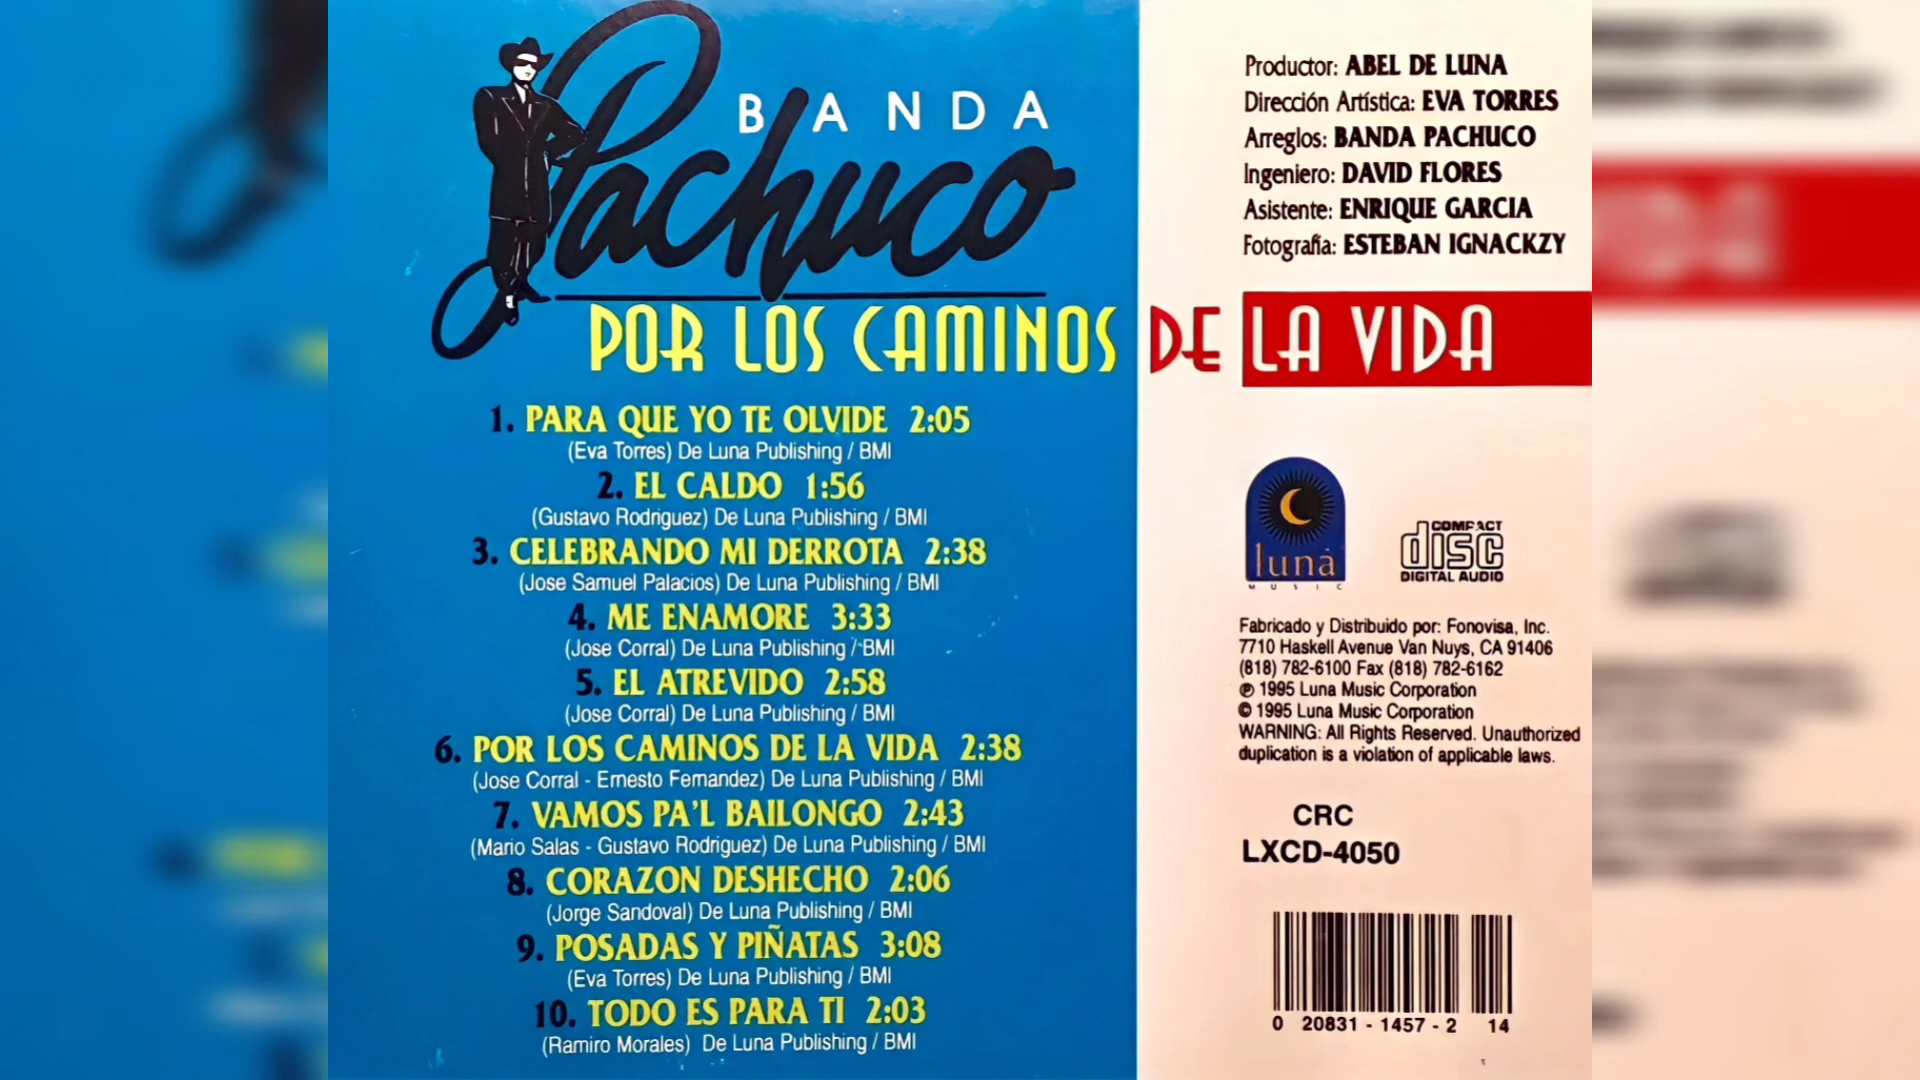 BANDA
Pachuco
POR LOS CAMINOS DE LA VIDA
1. PARA QUE YO TE OLVIDE 2:05
(Eva Torres) De Luna Publishing / BMI
2. EL CALDO 1:56
(Gustavo Rodriguez) De Luna Publishing / BMI
3. CELEBRANDO MI DERROTA 2:38
(Jose Samuel Palacios) De Luna Publishing / BMI
4. ME ENAMORE 3:33
(Jose Corral) De Luna Publishing / BMI
5. EL ATREVIDO 2:58
(Jose Corral) De Luna Publishing / BMI
6. POR LOS CAMINOS DE LA VIDA 2:38
(Jose Corral - Ernesto Fernandez) De Luna Publishing / BMI
7. VAMOS PA'L BAILONGO 2:43
(Mario Salas - Gustavo Rodriguez) De Luna Publishing / BMI
8. CORAZON DESHECHO 2:06
(Jorge Sandoval) De Luna Publishing / BMI
9. POSADAS Y PIÑATAS 3:08
(Eva Torres) De Luna Publishing / BMI
10. TODO ES PARA TI 2:03
(Ramiro Morales) De Luna Publishing / BMI
Productor: ABEL DE LUNA
Dirección Artística: EVA TORRES
Arreglos: BANDA PACHUCO
Ingeniero: DAVID FLORES
Asistente: ENRIQUE GARCIA
Fotografía: ESTEBAN IGNACKZY
luna
MUSIC
COMPACT
disc
DIGITAL AUDIO
Fabricado y Distribuido por: Fonovisa, Inc.
7710 Haskell Avenue Van Nuys, CA 91406
(818) 782-6100 Fax (818) 782-6162
℗ 1995 Luna Music Corporation
© 1995 Luna Music Corporation
WARNING: All Rights Reserved. Unauthorized
duplication is a violation of applicable laws.
CRC
LXCD-4050
0 20831 - 1457 - 2 14